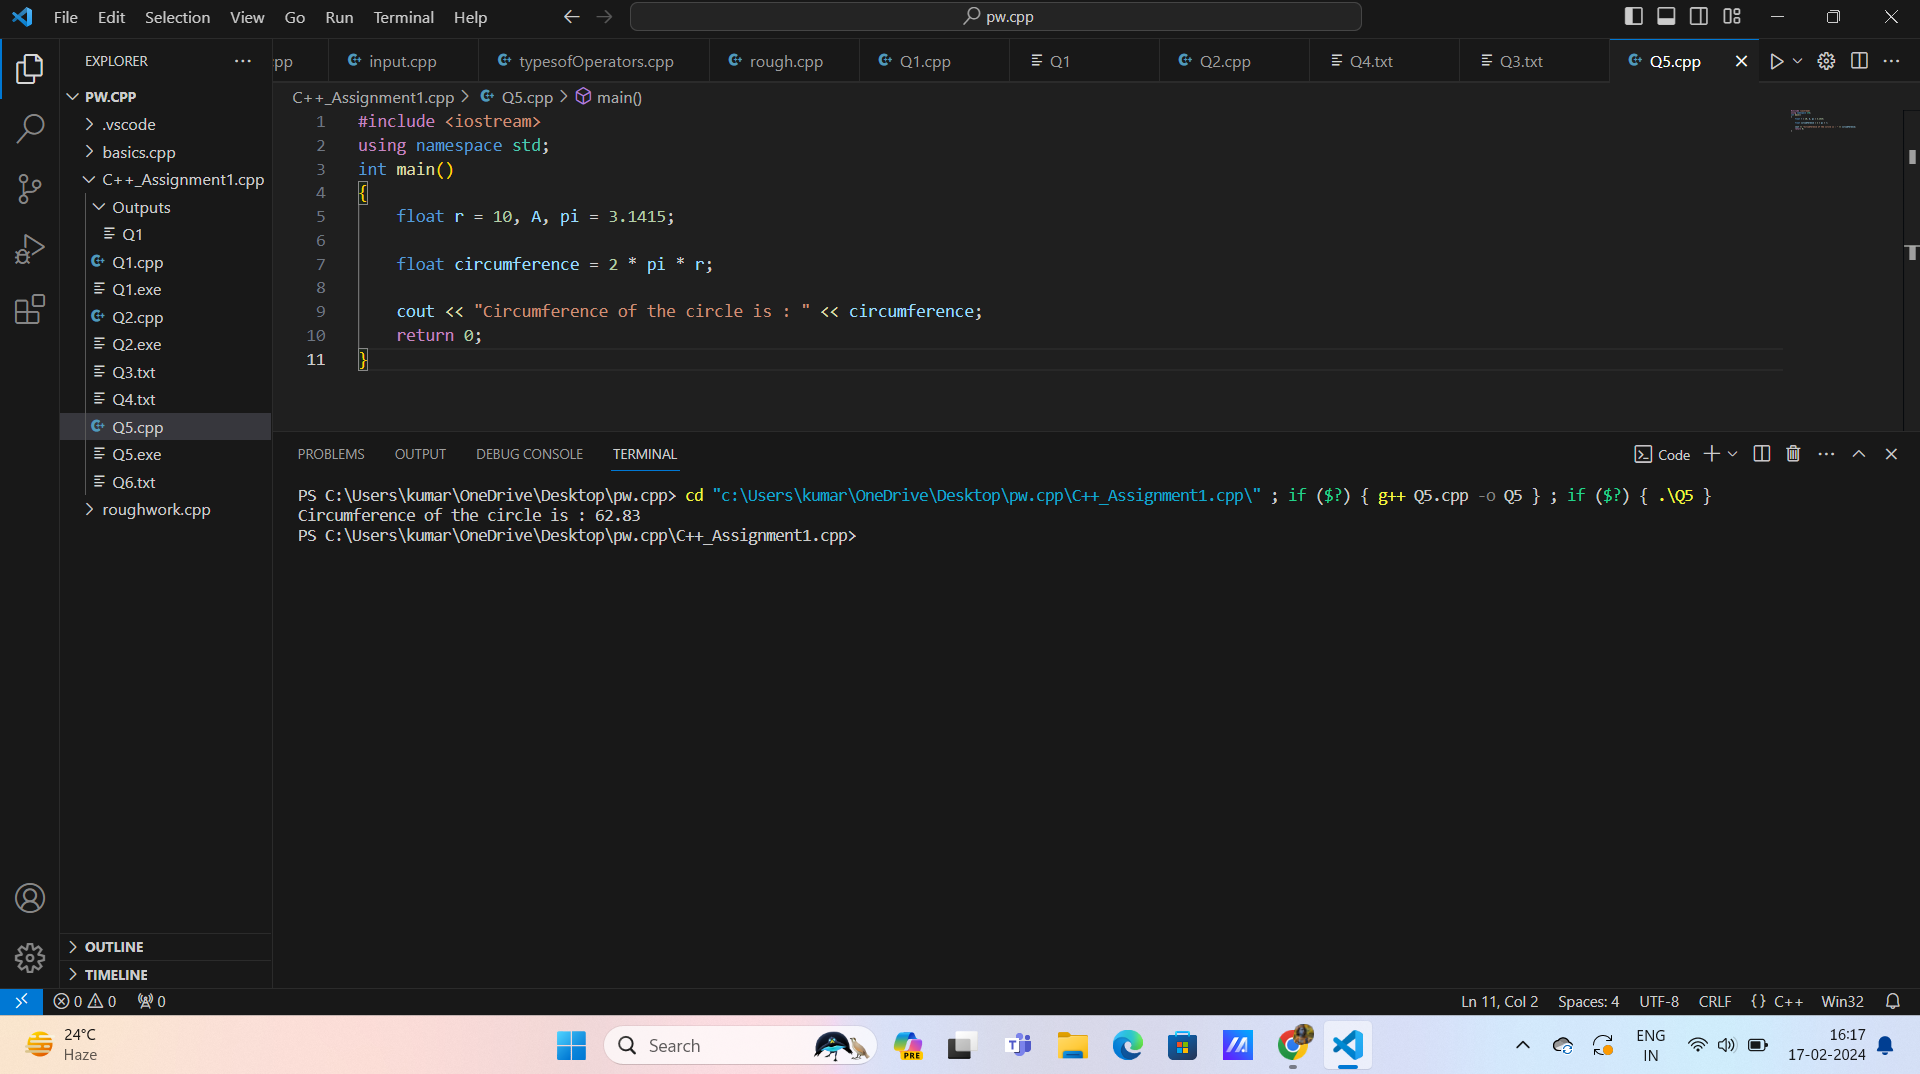 File Edit Selection View Go Run Terminal Help
pw.cpp
EXPLORER
pp input.cpp typesofOperators.cpp rough.cpp Q1.cpp Q1 Q2.cpp Q4.txt Q3.txt Q5.cpp
PW.CPP
.vscode
basics.cpp
C++_Assignment1.cpp
Outputs
Q1
Q1.cpp
Q1.exe
Q2.cpp
Q2.exe
Q3.txt
Q4.txt
Q5.cpp
Q5.exe
Q6.txt
roughwork.cpp
OUTLINE
TIMELINE
C++_Assignment1.cpp > Q5.cpp > main()
1 #include <iostream>
2 using namespace std;
3 int main()
4 {
5 float r = 10, A, pi = 3.1415;
6
7 float circumference = 2 * pi * r;
8
9 cout << "Circumference of the circle is : " << circumference;
10 return 0;
11 }
PROBLEMS OUTPUT DEBUG CONSOLE TERMINAL
Code
PS C:\Users\kumar\OneDrive\Desktop\pw.cpp> cd "c:\Users\kumar\OneDrive\Desktop\pw.cpp\C++_Assignment1.cpp\" ; if ($?) { g++ Q5.cpp -o Q5 } ; if ($?) { .\Q5 }
Circumference of the circle is : 62.83
PS C:\Users\kumar\OneDrive\Desktop\pw.cpp\C++_Assignment1.cpp>
0 0 0
Ln 11, Col 2 Spaces: 4 UTF-8 CRLF {} C++ Win32
24°C
Haze
Search
PRE
ENG
IN
16:17
17-02-2024